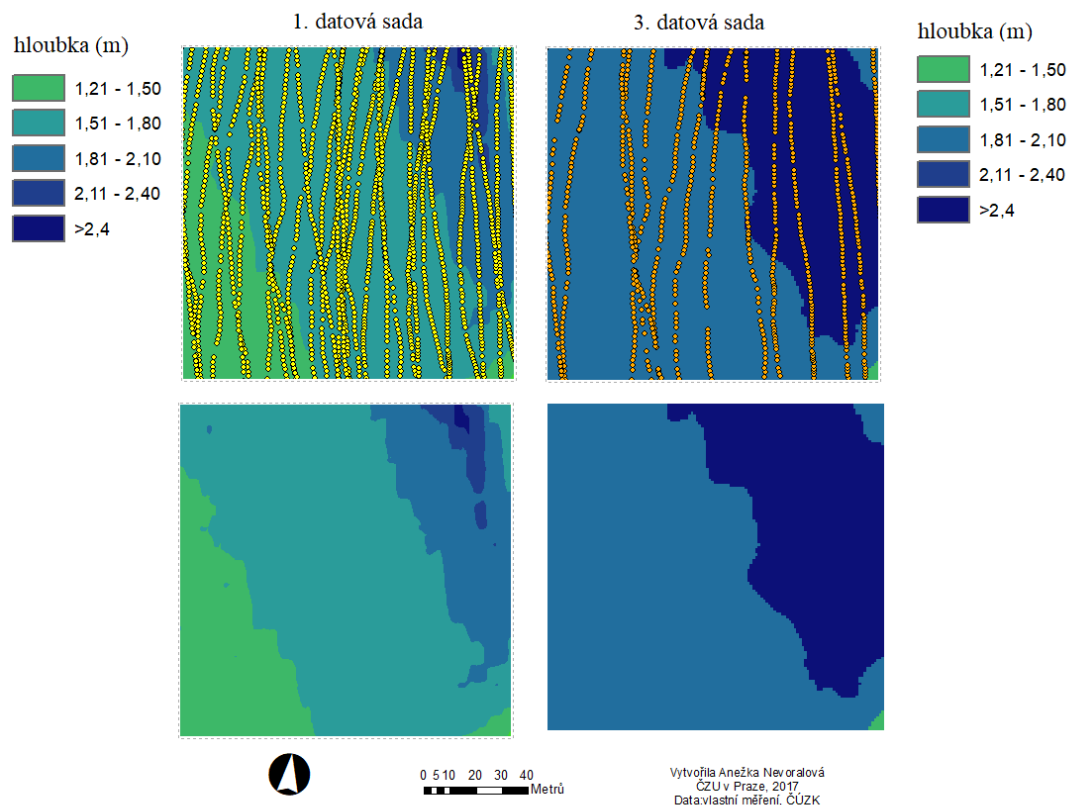 1. datová sada
3. datová sada
hloubka (m)
1,21 - 1,50
1,51 - 1,80
1,81 - 2,10
2,11 - 2,40
>2,4
hloubka (m)
1,21 - 1,50
1,51 - 1,80
1,81 - 2,10
2,11 - 2,40
>2,4
0 5 10 20 30 40
Metrů
Vytvořila Anežka Nevoralová
ČZU v Praze, 2017
Data:vlastní měření, ČÚZK